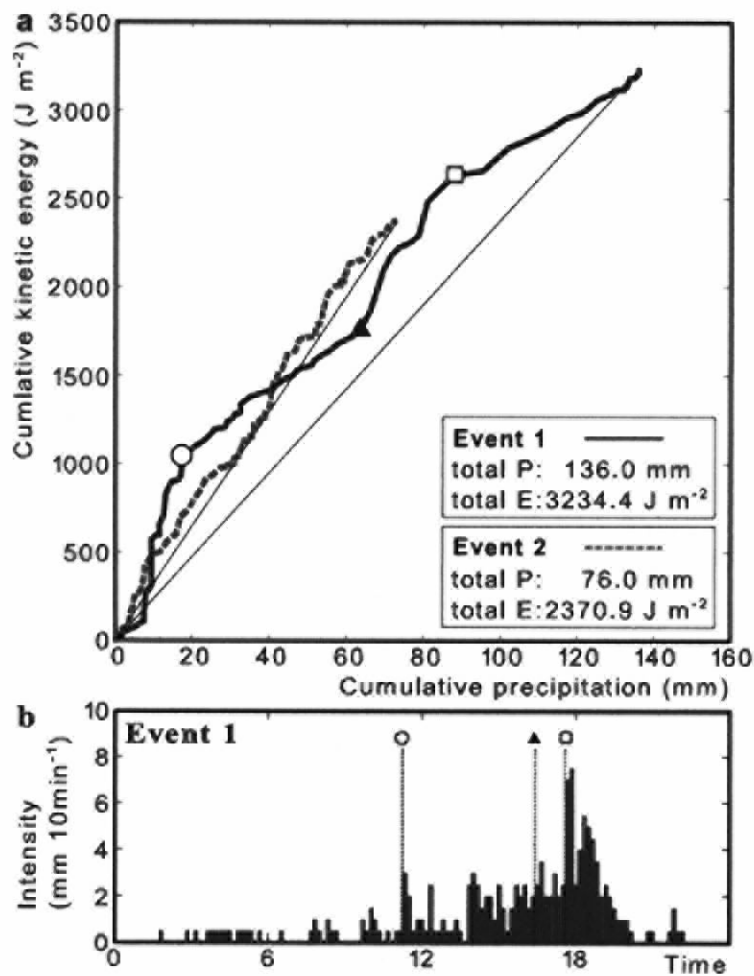 a
3500
3000
2500
2000
1500
1000
500
0
Cumlative kinetic energy (J m-2)
Event 1
total P: 136.0 mm
total E:3234.4 J m-2
Event 2
total P: 76.0 mm
total E:2370.9 J m-2
0 20 40 60 80 100 120 140 160
Cumulative precipitation (mm)
b
Event 1
10
8
6
4
2
0
Intensity
(mm 10min-1)
0 6 12 18 Time